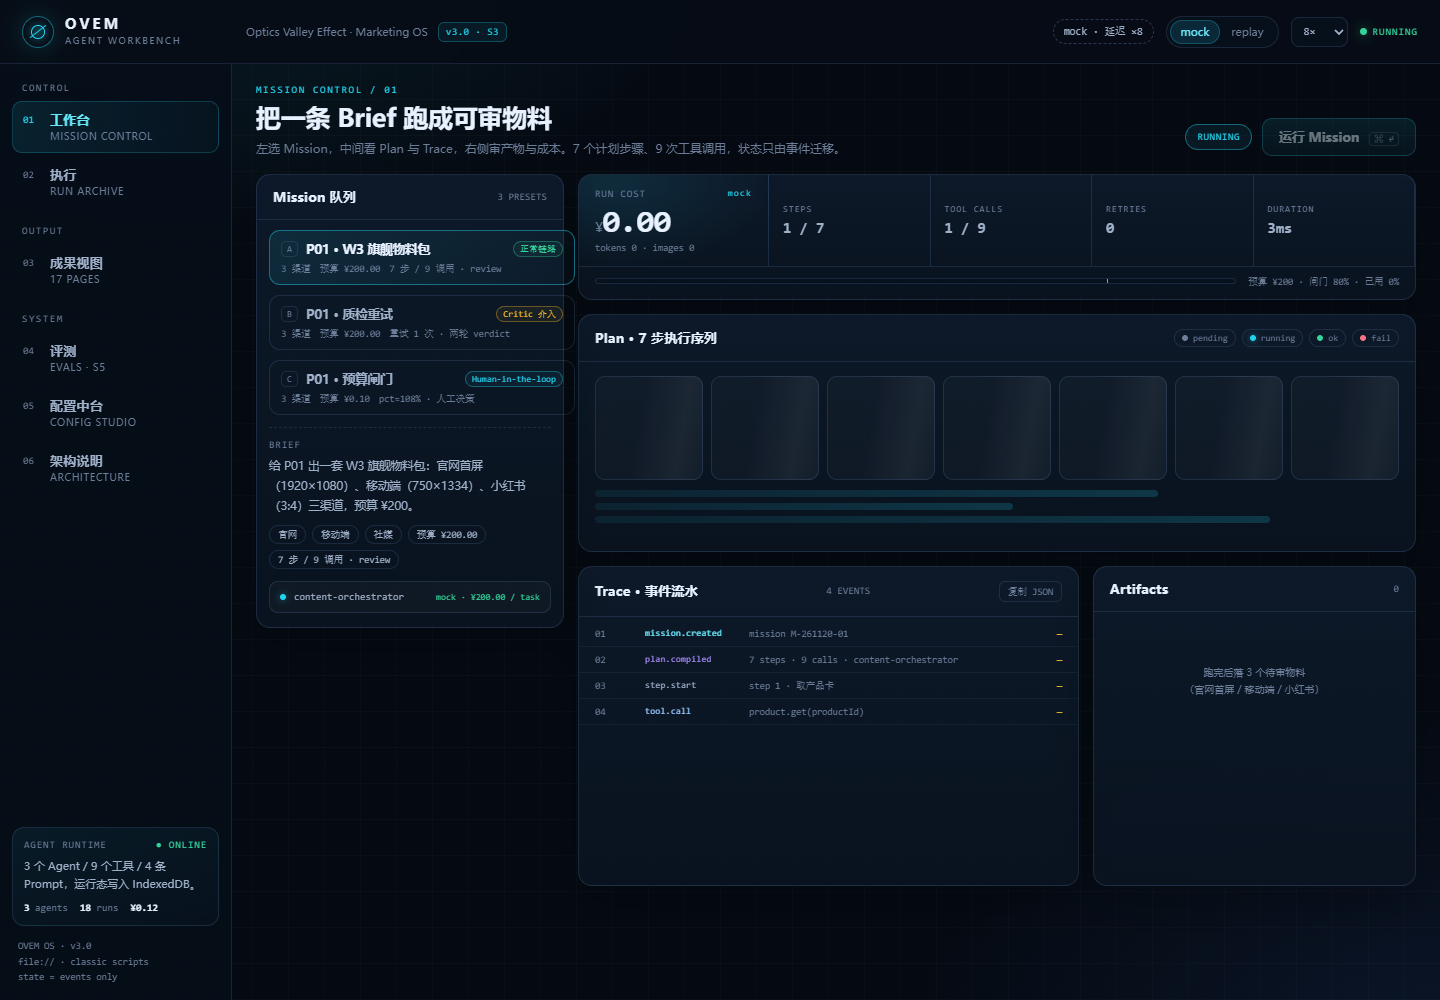 OVEM
AGENT WORKBENCH
Optics Valley Effect · Marketing OS
v3.0 · S3
mock · 延迟 ×8
mock
replay
8×
RUNNING
CONTROL
01 工作台
MISSION CONTROL
02 执行
RUN ARCHIVE
OUTPUT
03 成果视图
17 PAGES
SYSTEM
04 评测
EVALS · S5
05 配置中台
CONFIG STUDIO
06 架构说明
ARCHITECTURE
AGENT RUNTIME
ONLINE
3 个 Agent / 9 个工具 / 4 条
Prompt，运行态写入 IndexedDB。
3 agents 18 runs ¥0.12
OVEM OS · v3.0
file:// · classic scripts
state = events only
MISSION CONTROL / 01
把一条 Brief 跑成可审物料
左选 Mission，中间看 Plan 与 Trace，右侧审产物与成本。7 个计划步骤、9 次工具调用，状态只由事件迁移。
RUNNING
运行 Mission ⌘ ↵
Mission 队列
3 PRESETS
A P01 • W3 旗舰物料包 正常链路
3 渠道 预算 ¥200.00 7 步 / 9 调用 · review
B P01 • 质检重试 Critic 介入
3 渠道 预算 ¥200.00 重试 1 次 · 两轮 verdict
C P01 • 预算闸门 Human-in-the-loop
3 渠道 预算 ¥0.10 pct=108% · 人工决策
BRIEF
给 P01 出一套 W3 旗舰物料包：官网首屏
（1920×1080）、移动端（750×1334）、小红书
（3:4）三渠道，预算 ¥200。
官网 移动端 社媒 预算 ¥200.00
7 步 / 9 调用 · review
content-orchestrator mock · ¥200.00 / task
RUN COST mock
¥0.00
tokens 0 · images 0
STEPS
1 / 7
TOOL CALLS
1 / 9
RETRIES
0
DURATION
3ms
预算 ¥200 · 闸门 80% · 已用 0%
Plan • 7 步执行序列
pending running ok fail
Trace • 事件流水
4 EVENTS
复制 JSON
01 mission.created mission M-261120-01 —
02 plan.compiled 7 steps · 9 calls · content-orchestrator —
03 step.start step 1 · 取产品卡 —
04 tool.call product.get(productId) —
Artifacts
0
跑完后落 3 个待审物料
（官网首屏 / 移动端 / 小红书）